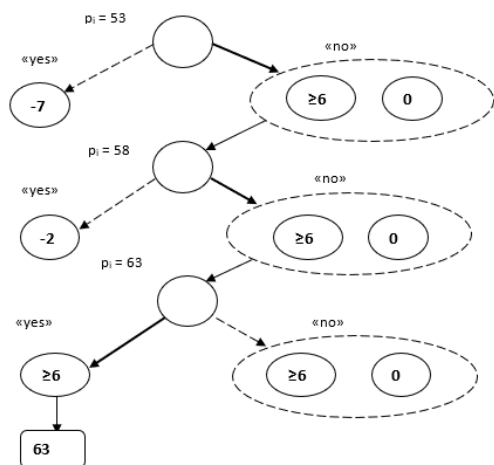 pᵢ = 53
«yes»
«no»
-7
≥6
0
pᵢ = 58
«yes»
«no»
-2
≥6
0
pᵢ = 63
«yes»
«no»
≥6
≥6
0
63